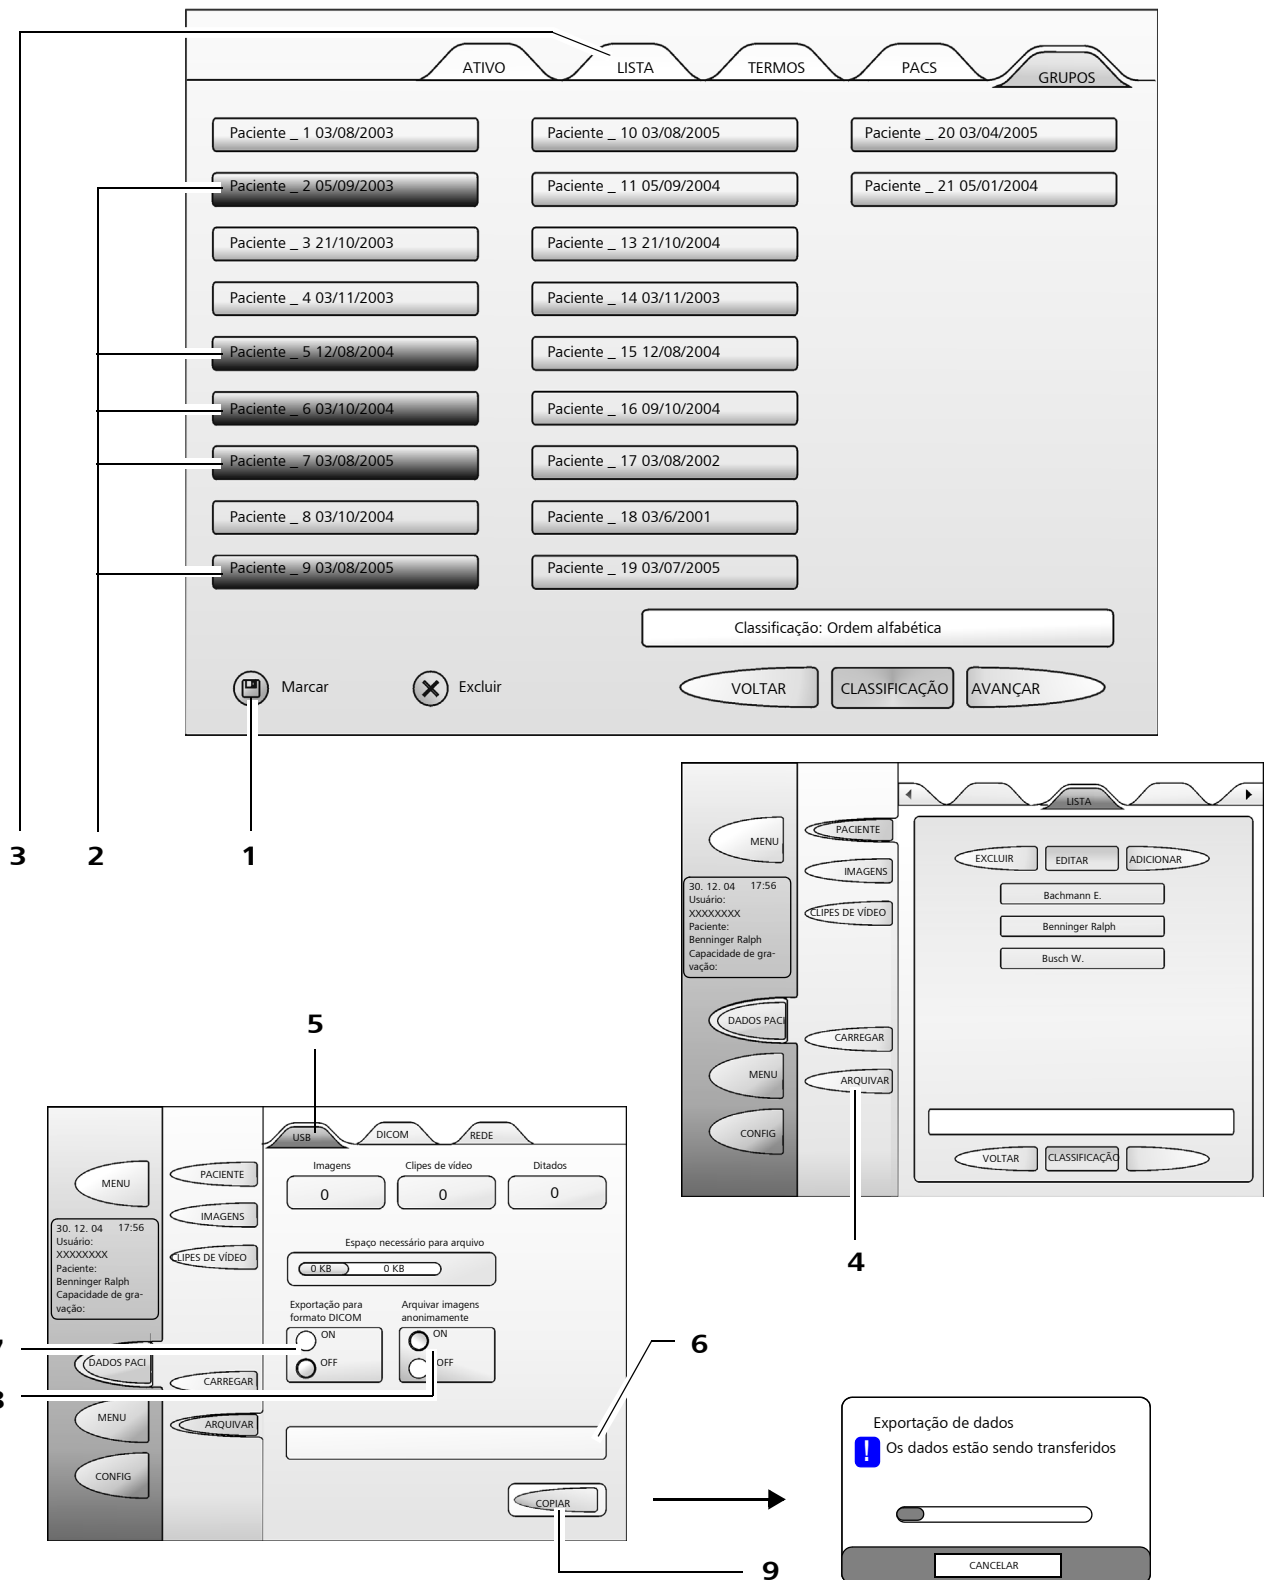 ATIVO LISTA TERMOS PACS GRUPOS
Paciente _ 1 03/08/2003
Paciente _ 2 05/09/2003
Paciente _ 3 21/10/2003
Paciente _ 4 03/11/2003
Paciente _ 5 12/08/2004
Paciente _ 6 03/10/2004
Paciente _ 7 03/08/2005
Paciente _ 8 03/10/2004
Paciente _ 9 03/08/2005
Paciente _ 10 03/08/2005
Paciente _ 11 05/09/2004
Paciente _ 13 21/10/2004
Paciente _ 14 03/11/2003
Paciente _ 15 12/08/2004
Paciente _ 16 09/10/2004
Paciente _ 17 03/08/2002
Paciente _ 18 03/6/2001
Paciente _ 19 03/07/2005
Paciente _ 20 03/04/2005
Paciente _ 21 05/01/2004
Classificação: Ordem alfabética
Marcar Excluir VOLTAR CLASSIFICAÇÃO AVANÇAR
3 2 1
MENU
30. 12. 04 17:56
Usuário:
XXXXXXXX
Paciente:
Benninger Ralph
Capacidade de gra-
vação:
DADOS PACI
MENU
CONFIG
PACIENTE
IMAGENS
CLIPES DE VÍDEO
CARREGAR
ARQUIVAR
LISTA
EXCLUIR EDITAR ADICIONAR
Bachmann E.
Benninger Ralph
Busch W.
VOLTAR CLASSIFICAÇÃO
4
5
MENU
30. 12. 04 17:56
Usuário:
XXXXXXXX
Paciente:
Benninger Ralph
Capacidade de gra-
vação:
DADOS PACI
MENU
CONFIG
PACIENTE
IMAGENS
CLIPES DE VÍDEO
CARREGAR
ARQUIVAR
USB DICOM REDE
Imagens Clipes de vídeo Ditados
0 0 0
Espaço necessário para arquivo
0 KB 0 KB
Exportação para
formato DICOM
ON
OFF
Arquivar imagens
anonimamente
ON
OFF
6
COPIAR
9
Exportação de dados
! Os dados estão sendo transferidos
CANCELAR